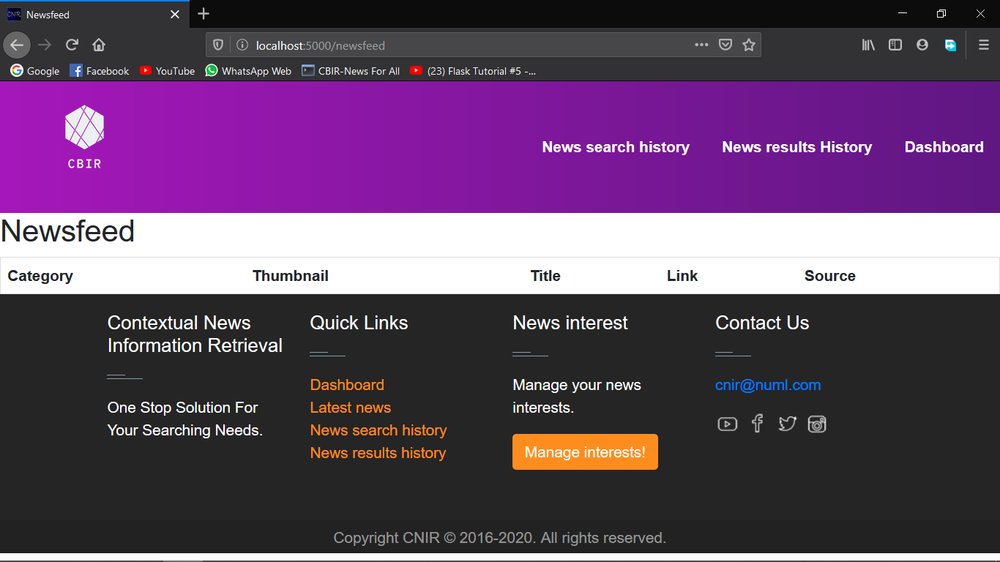 CNIR Newsfeed
localhost:5000/newsfeed
Google Facebook YouTube WhatsApp Web CBIR-News For All (23) Flask Tutorial #5 -...
CBIR
News search history News results History Dashboard
Newsfeed
Category Thumbnail Title Link Source
Contextual News
Information Retrieval
One Stop Solution For
Your Searching Needs.
Quick Links
Dashboard
Latest news
News search history
News results history
News interest
Manage your news
interests.
Manage interests!
Contact Us
cnir@numl.com
Copyright CNIR © 2016-2020. All rights reserved.